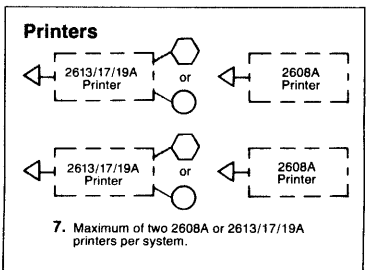 Printers
2613/17/19A
Printer
or
2608A
Printer
2613/17/19A
Printer
or
2608A
Printer
7. Maximum of two 2608A or 2613/17/19A
printers per system.